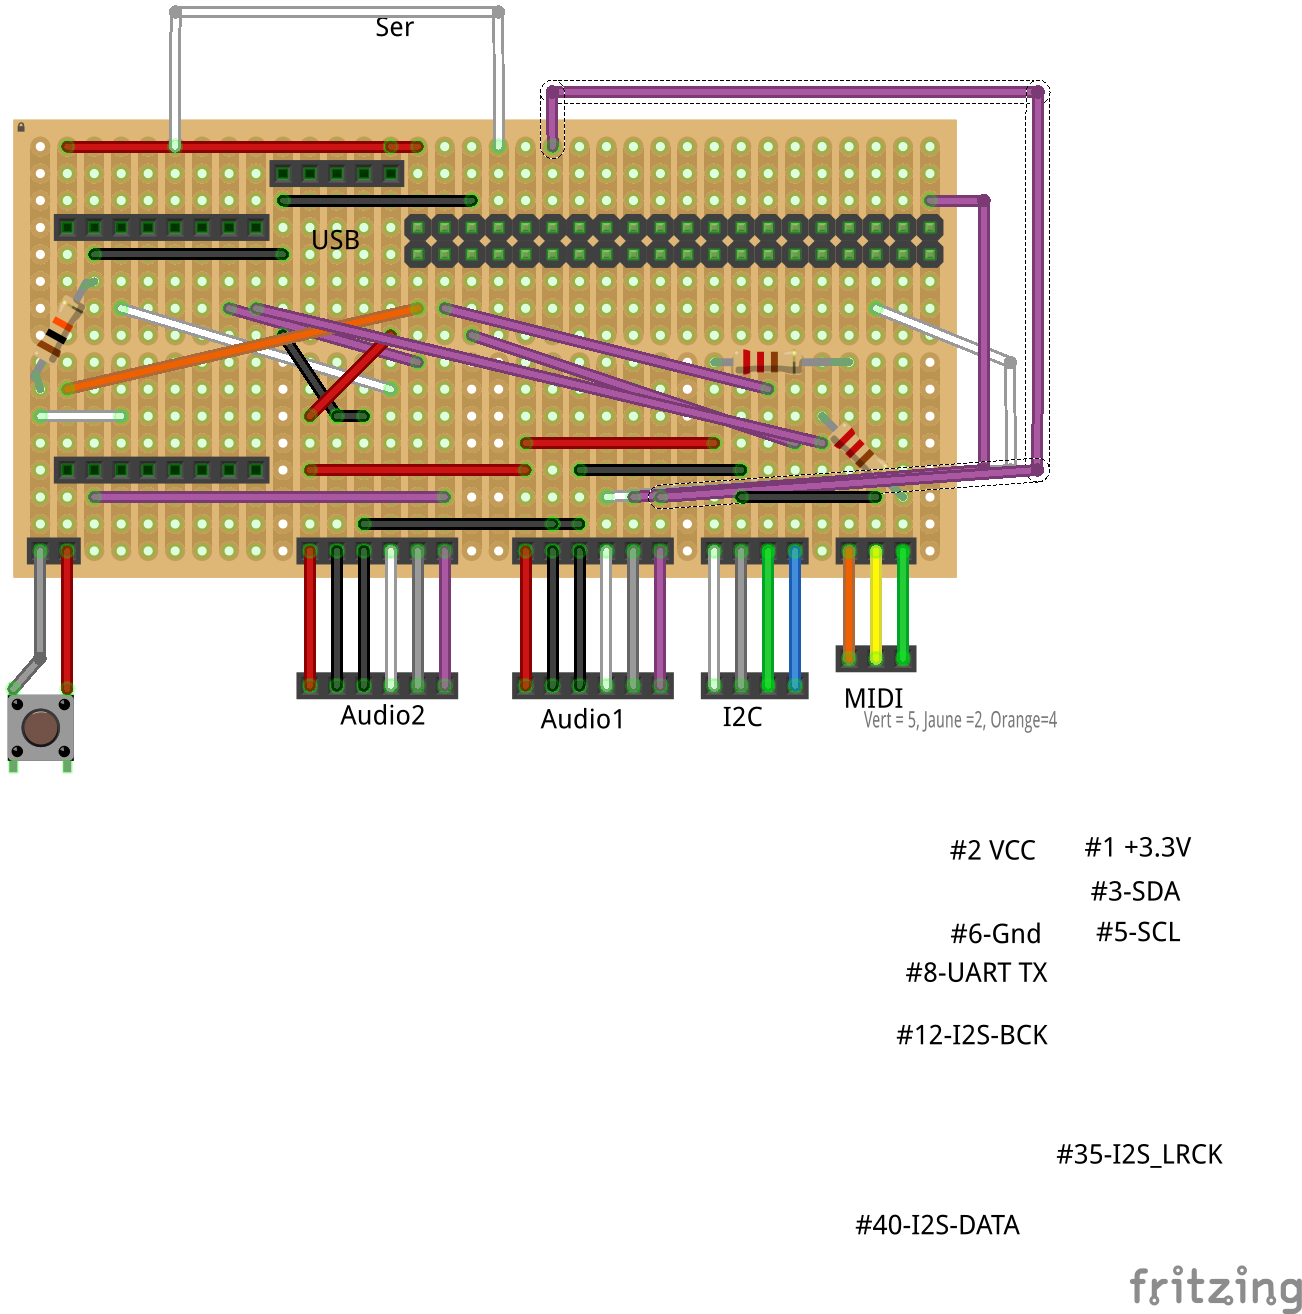 Ser
USB
Audio2
Audio1
I2C
MIDI
Vert = 5, Jaune =2, Orange=4
#2 VCC #1 +3.3V
#3-SDA
#6-Gnd #5-SCL
#8-UART TX
#12-I2S-BCK
#35-I2S_LRCK
#40-I2S-DATA
fritzing